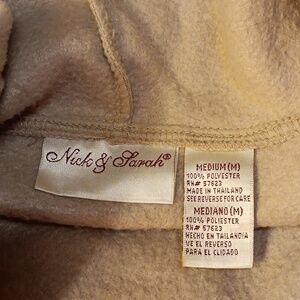 Nick & Sarah®
MEDIUM(M)
100% POLYESTER
RN# 57623
MADE IN THAILAND
SEE REVERSE FOR CARE
MEDIANO(M)
100% POLIESTER
RN# 57623
HECHO EN TAILANDIA
VE EL REVERSO
PARA EL CUDADO